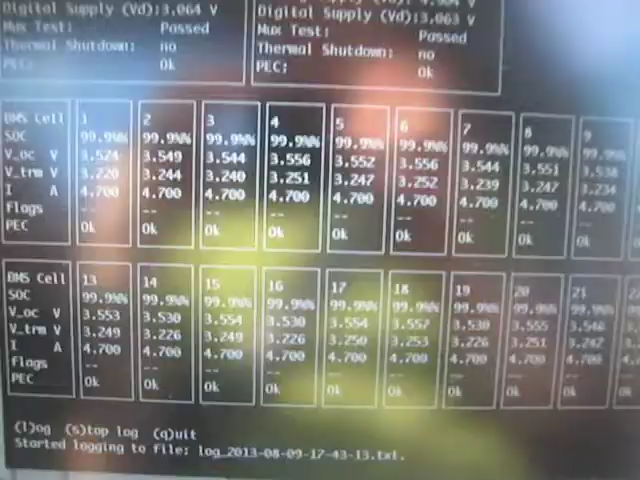 Digital Supply (Vd):3.064 V Digital Supply (Vd):3.063 V
Mux Test: Passed Mux Test: Passed
Thermal Shutdown: no Thermal Shutdown: no
PEC: Ok PEC: Ok
BMS Cell 1 2 3 4 5 6 7 8 9
SOC 99.9%% 99.9%% 99.9%% 99.9%% 99.9%% 99.9%% 99.9%% 99.9%% 99.9%
V_oc V 3.524 3.549 3.544 3.556 3.552 3.556 3.544 3.551 3.538
V_trm V 3.220 3.244 3.240 3.251 3.247 3.252 3.239 3.247 3.234
I A 4.700 4.700 4.700 4.700 4.700 4.700 4.700 4.700 4.700
flags -- -- -- -- -- -- -- -- --
PEC Ok Ok Ok Ok Ok Ok Ok Ok Ok
BMS Cell 13 14 15 16 17 18 19 20 21
SOC 99.9%% 99.9%% 99.9%% 99.9%% 99.9%% 99.9%% 99.9%% 99.9%% 99.9%
V_oc V 3.553 3.530 3.554 3.530 3.554 3.557 3.530 3.555 3.546
V_trm V 3.249 3.226 3.249 3.226 3.250 3.253 3.226 3.251 3.242
I A 4.700 4.700 4.700 4.700 4.700 4.700 4.700 4.700 4.700
flags -- -- -- -- -- -- -- -- --
PEC Ok Ok Ok Ok Ok Ok Ok Ok Ok
(l)og (s)top log (q)uit
Started logging to file: log_2013-08-09-17-43-13.txt.